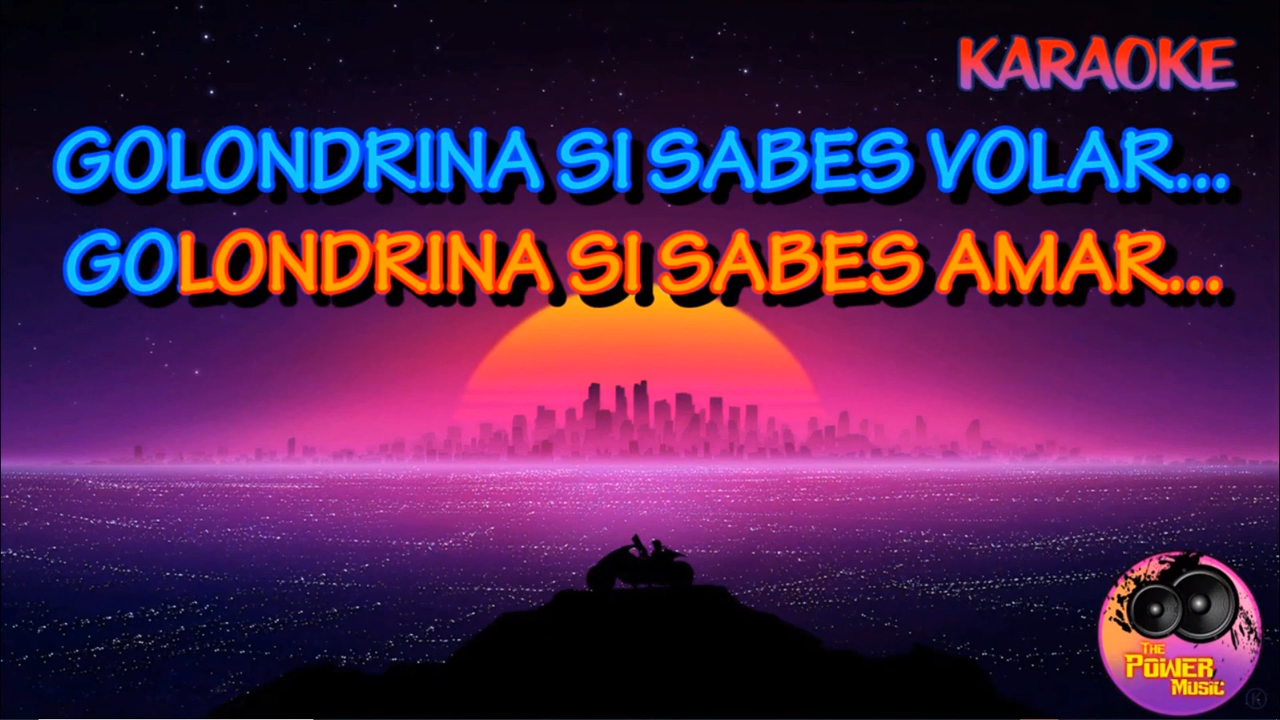 KARAOKE
GOLONDRINA SI SABES VOLAR...
GOLONDRINA SI SABES AMAR...
THE
POWER
MUSIC